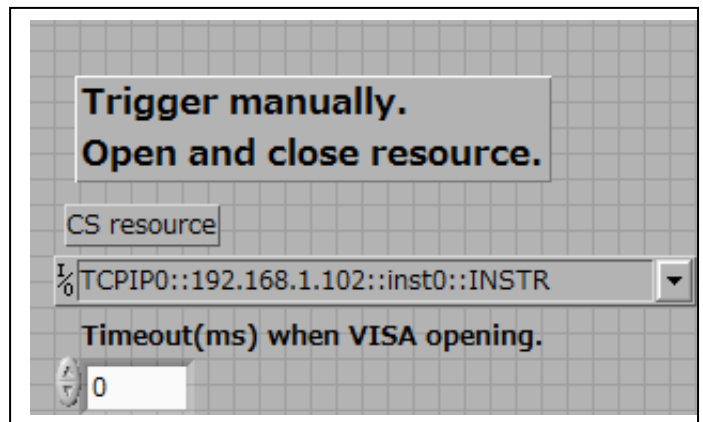 Trigger manually.
Open and close resource.
CS resource
I/O TCPIP0::192.168.1.102::inst0::INSTR
Timeout(ms) when VISA opening.
0